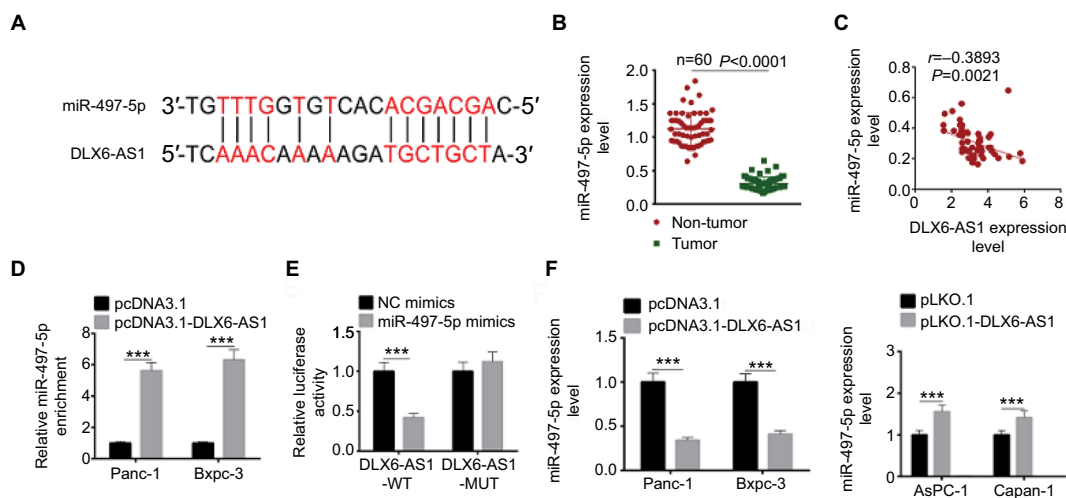 A
miR-497-5p 3′-TGTTTGGTGTCACACGACGAC-5′
DLX6-AS1 5′-TCAAACAAAAGATGCTGCTA-3′
B
n=60 P<0.0001
miR-497-5p expression
level
2.0
1.5
1.0
0.5
0.0
Non-tumor
Tumor
C
r=–0.3893
P=0.0021
miR-497-5p expression
level
0.8
0.6
0.4
0.2
0.0
0 2 4 6 8
DLX6-AS1 expression
level
D
pcDNA3.1
pcDNA3.1-DLX6-AS1
Relative miR-497-5p
enrichment
8
6
4
2
0
*** ***
Panc-1 Bxpc-3
E
NC mimics
miR-497-5p mimics
Relative luciferase
activity
1.5
1.0
0.5
0.0
***
DLX6-AS1 DLX6-AS1
-WT -MUT
F
pcDNA3.1
pcDNA3.1-DLX6-AS1
miR-497-5p expression
level
1.5
1.0
0.5
0.0
*** ***
Panc-1 Bxpc-3
pLKO.1
pLKO.1-DLX6-AS1
miR-497-5p expression
level
3
2
1
0
*** ***
AsPC-1 Capan-1